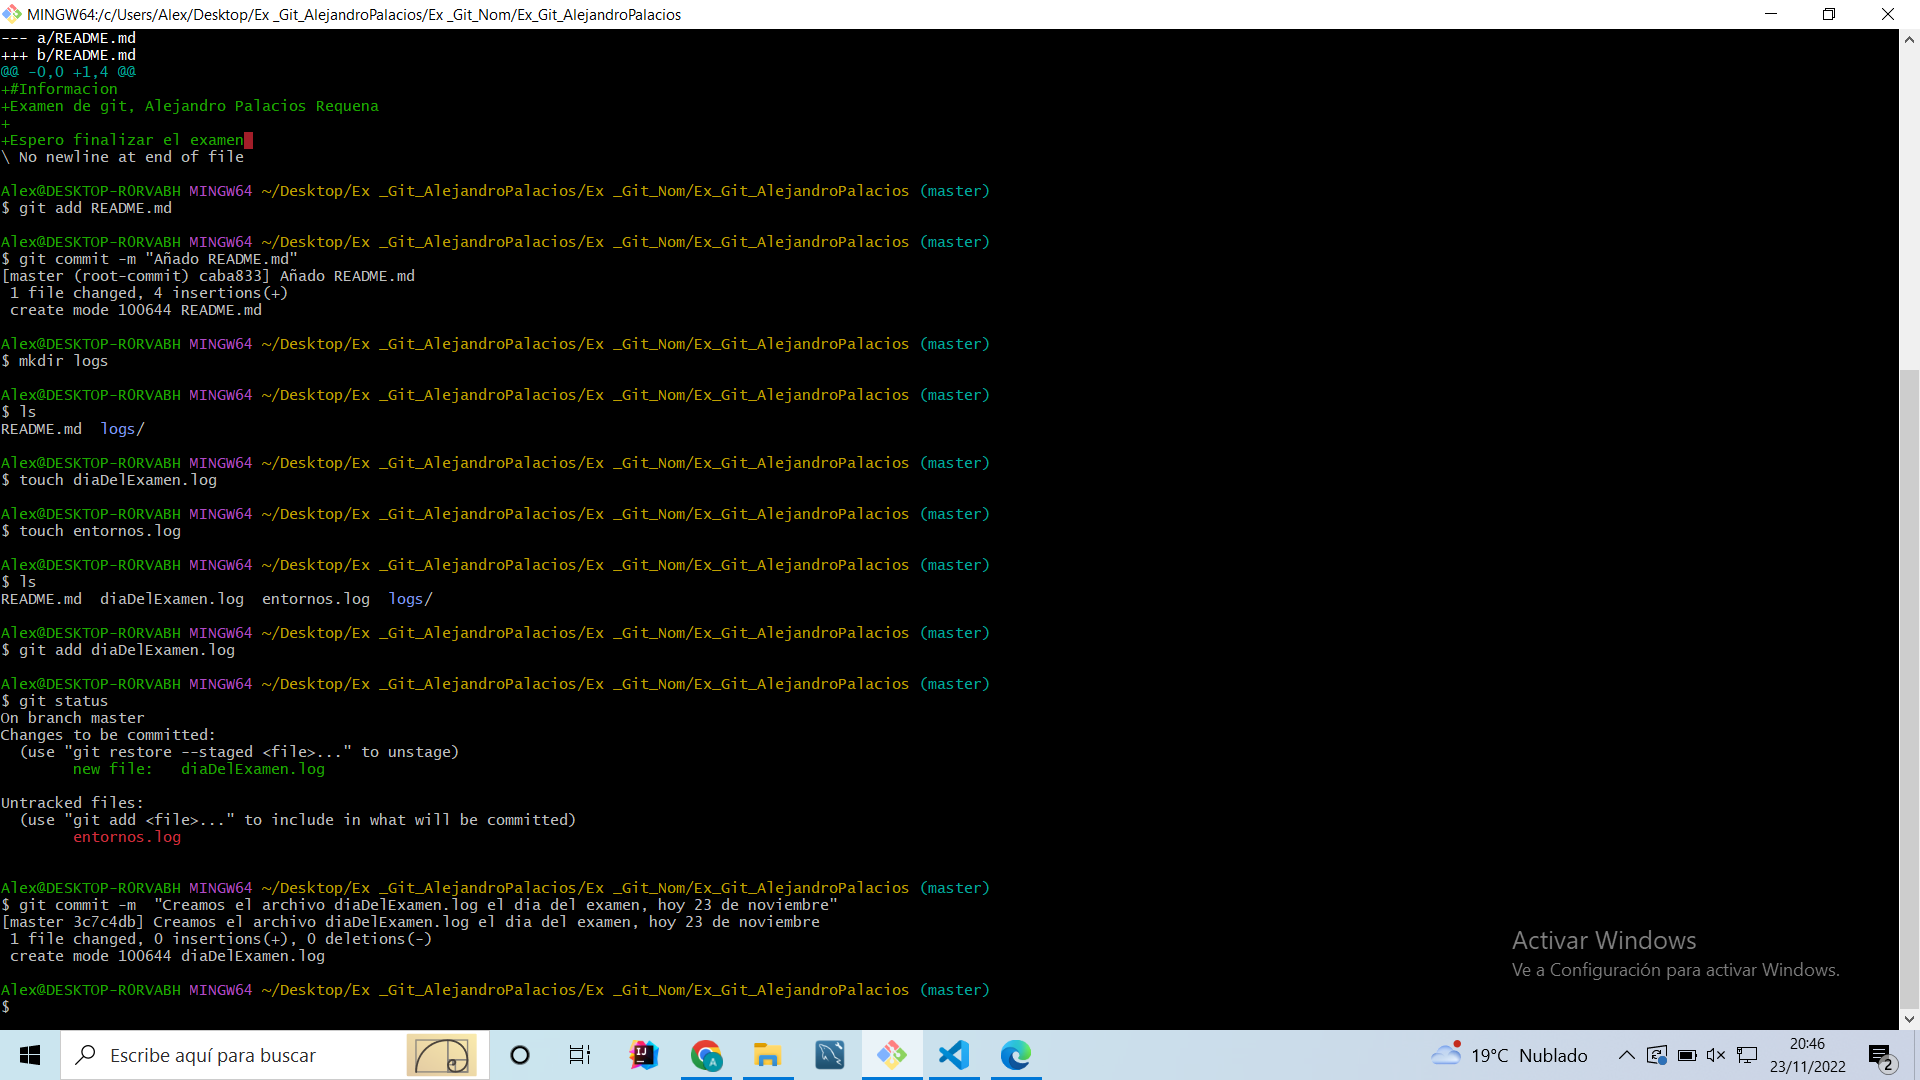 MINGW64:/c/Users/Alex/Desktop/Ex _Git_AlejandroPalacios/Ex _Git_Nom/Ex_Git_AlejandroPalacios
--- a/README.md
+++ b/README.md
@@ -0,0 +1,4 @@
+#Informacion
+Examen de git, Alejandro Palacios Requena
+
+Espero finalizar el examen
\ No newline at end of file
Alex@DESKTOP-RORVABH MINGW64 ~/Desktop/Ex _Git_AlejandroPalacios/Ex _Git_Nom/Ex_Git_AlejandroPalacios (master)
$ git add README.md
Alex@DESKTOP-RORVABH MINGW64 ~/Desktop/Ex _Git_AlejandroPalacios/Ex _Git_Nom/Ex_Git_AlejandroPalacios (master)
$ git commit -m "Añado README.md"
[master (root-commit) caba833] Añado README.md
 1 file changed, 4 insertions(+)
 create mode 100644 README.md
Alex@DESKTOP-RORVABH MINGW64 ~/Desktop/Ex _Git_AlejandroPalacios/Ex _Git_Nom/Ex_Git_AlejandroPalacios (master)
$ mkdir logs
Alex@DESKTOP-RORVABH MINGW64 ~/Desktop/Ex _Git_AlejandroPalacios/Ex _Git_Nom/Ex_Git_AlejandroPalacios (master)
$ ls
README.md  logs/
Alex@DESKTOP-RORVABH MINGW64 ~/Desktop/Ex _Git_AlejandroPalacios/Ex _Git_Nom/Ex_Git_AlejandroPalacios (master)
$ touch diaDelExamen.log
Alex@DESKTOP-RORVABH MINGW64 ~/Desktop/Ex _Git_AlejandroPalacios/Ex _Git_Nom/Ex_Git_AlejandroPalacios (master)
$ touch entornos.log
Alex@DESKTOP-RORVABH MINGW64 ~/Desktop/Ex _Git_AlejandroPalacios/Ex _Git_Nom/Ex_Git_AlejandroPalacios (master)
$ ls
README.md  diaDelExamen.log  entornos.log  logs/
Alex@DESKTOP-RORVABH MINGW64 ~/Desktop/Ex _Git_AlejandroPalacios/Ex _Git_Nom/Ex_Git_AlejandroPalacios (master)
$ git add diaDelExamen.log
Alex@DESKTOP-RORVABH MINGW64 ~/Desktop/Ex _Git_AlejandroPalacios/Ex _Git_Nom/Ex_Git_AlejandroPalacios (master)
$ git status
On branch master
Changes to be committed:
  (use "git restore --staged <file>..." to unstage)
        new file:   diaDelExamen.log
Untracked files:
  (use "git add <file>..." to include in what will be committed)
        entornos.log
Alex@DESKTOP-RORVABH MINGW64 ~/Desktop/Ex _Git_AlejandroPalacios/Ex _Git_Nom/Ex_Git_AlejandroPalacios (master)
$ git commit -m  "Creamos el archivo diaDelExamen.log el dia del examen, hoy 23 de noviembre"
[master 3c7c4db] Creamos el archivo diaDelExamen.log el dia del examen, hoy 23 de noviembre
 1 file changed, 0 insertions(+), 0 deletions(-)
 create mode 100644 diaDelExamen.log
Alex@DESKTOP-RORVABH MINGW64 ~/Desktop/Ex _Git_AlejandroPalacios/Ex _Git_Nom/Ex_Git_AlejandroPalacios (master)
$
Activar Windows
Ve a Configuración para activar Windows.
Escribe aquí para buscar
IJ
A
19°C Nublado
20:46
23/11/2022
2